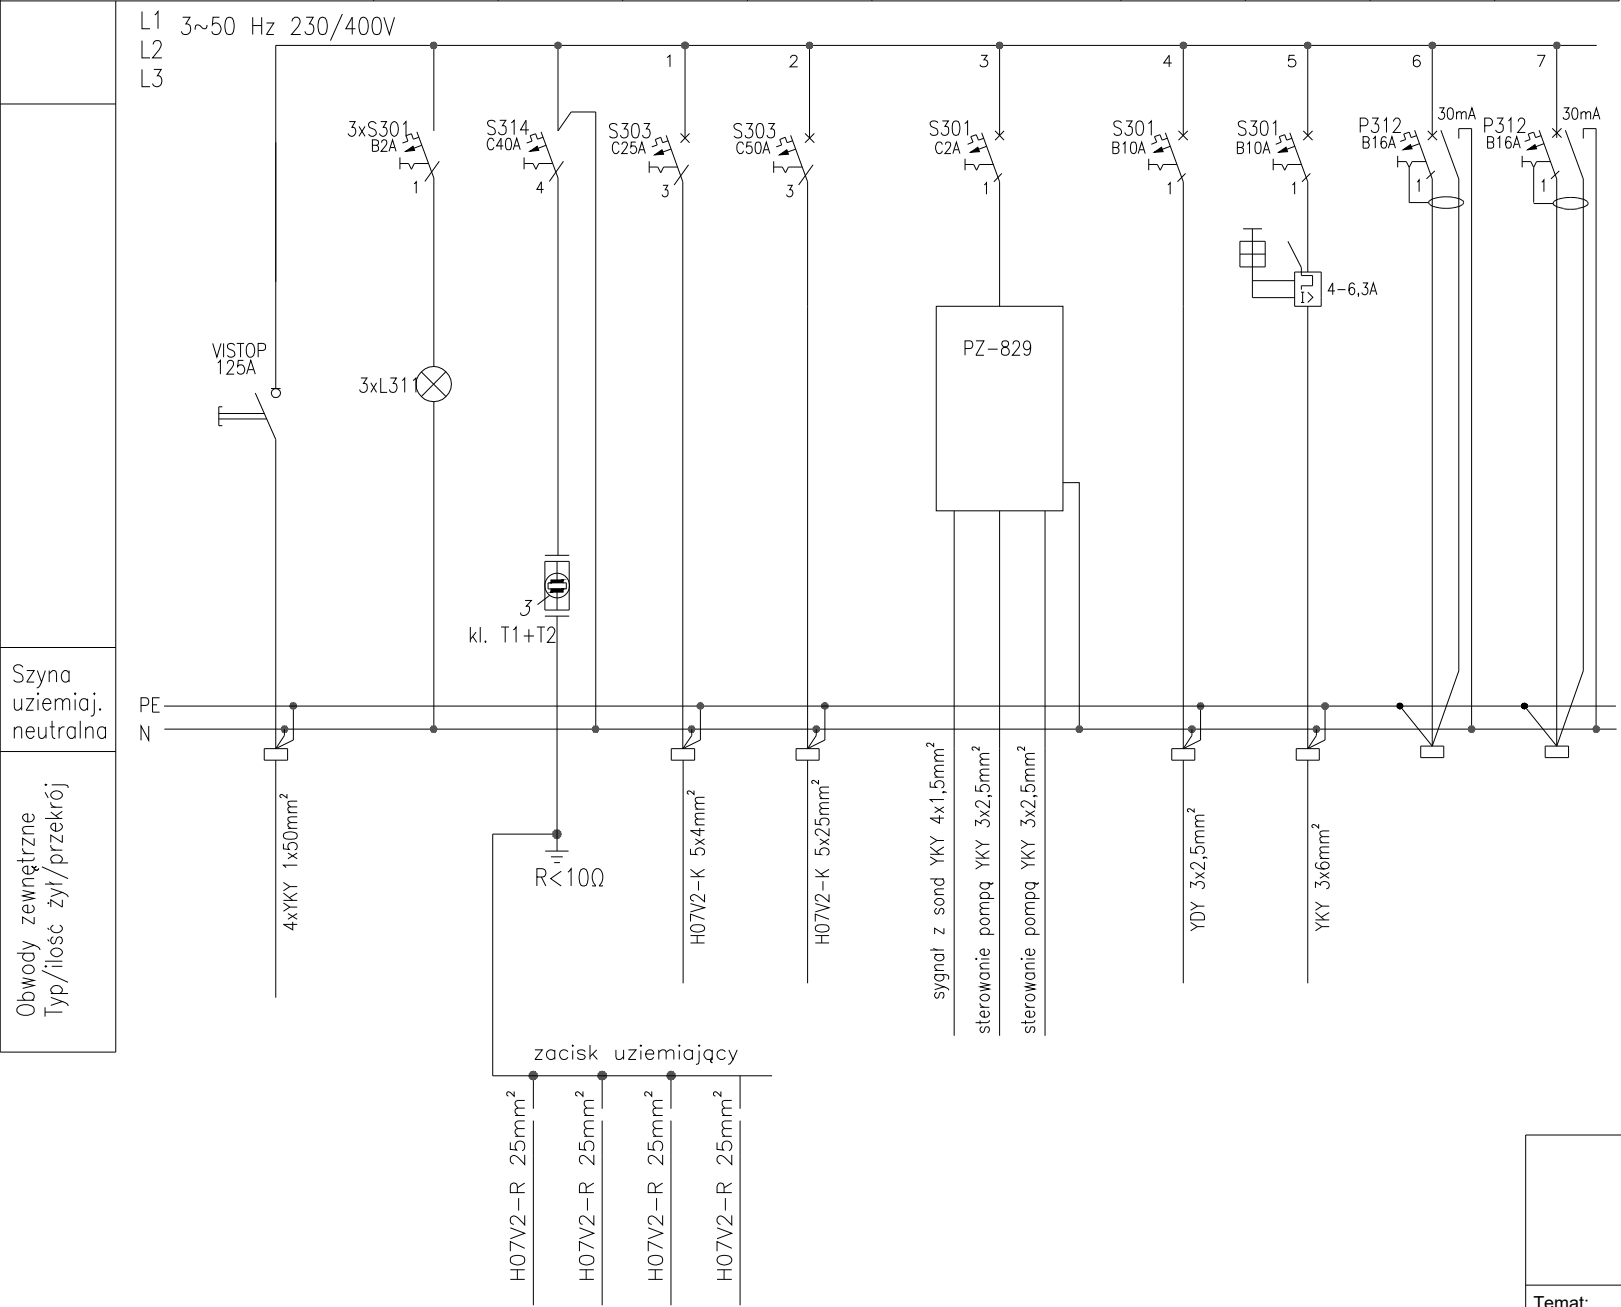 L1 3~50 Hz 230/400V
L2
L3
1
2
3
4
5
6
7
3xS301
B2A
1
S314
C40A
4
S303
C25A
3
S303
C50A
3
S301
C2A
1
S301
B10A
1
S301
B10A
1
P312
B16A
30mA
1
P312
B16A
30mA
1
4-6,3A
I>
VISTOP
125A
3xL311
PZ-829
3
kl. T1+T2
Szyna
uziemiaj.
neutralna
PE
N
Obwody zewnętrzne
Typ/ilość żył/przekrój
4xYKY 1x50mm²
R<10Ω
H07V2-K 5x4mm²
H07V2-K 5x25mm²
sygnał z sond YKY 4x1,5mm²
sterowanie pompą YKY 3x2,5mm²
sterowanie pompą YKY 3x2,5mm²
YDY 3x2,5mm²
YKY 3x6mm²
zacisk uziemiający
H07V2-R 25mm²
H07V2-R 25mm²
H07V2-R 25mm²
H07V2-R 25mm²
Temat: